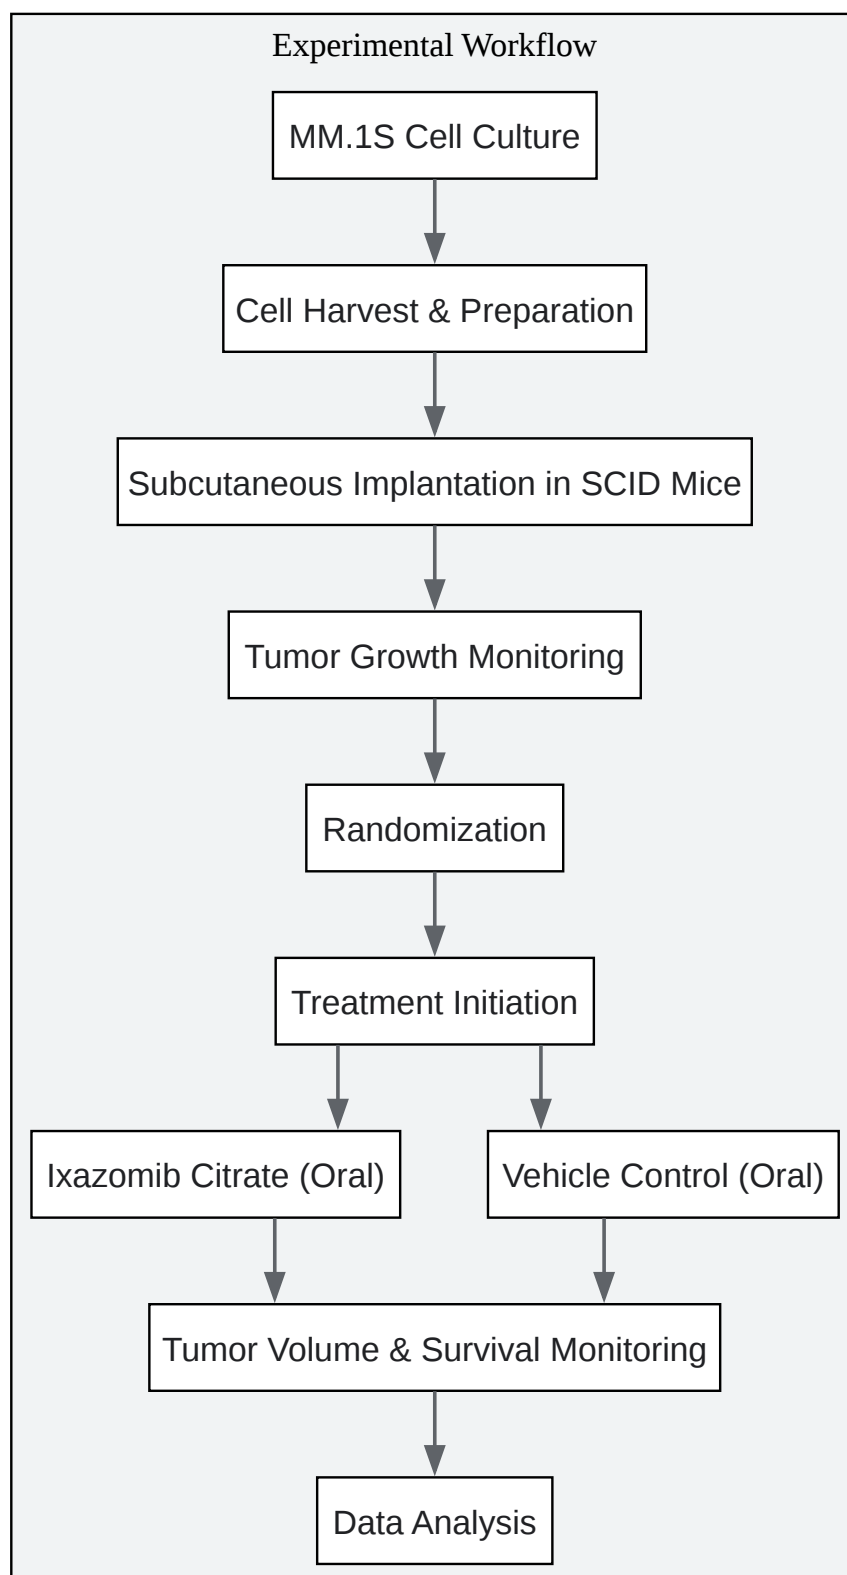 Experimental Workflow
MM.1S Cell Culture
Cell Harvest & Preparation
Subcutaneous Implantation in SCID Mice
Tumor Growth Monitoring
Randomization
Treatment Initiation
Ixazomib Citrate (Oral)
Vehicle Control (Oral)
Tumor Volume & Survival Monitoring
Data Analysis